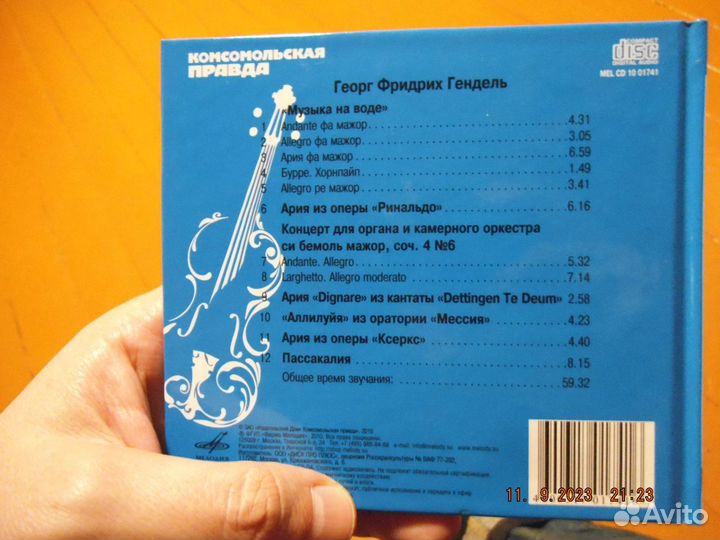 КОМСОМОЛЬСКАЯ
ПРАВДА
COMPACT
disc
DIGITAL AUDIO
MEL CD 10 01741
Георг Фридрих Гендель
«Музыка на воде»
1 Andante фа мажор 4.31
2 Allegro фа мажор 3.05
3 Ария фа мажор 6.59
4 Бурре. Хорнпайп 1.49
5 Allegro ре мажор 3.41
6 Ария из оперы «Ринальдо» 6.16
Концерт для органа и камерного оркестра
си бемоль мажор, соч. 4 №6
7 Andante. Allegro 5.32
8 Larghetto. Allegro moderato 7.14
9 Ария «Dignare» из кантаты «Dettingen Te Deum» 2.58
10 «Аллилуйя» из оратории «Мессия» 4.23
11 Ария из оперы «Ксеркс» 4.40
12 Пассакалия 8.15
Общее время звучания: 59.32
© ЗАО «Издательский Дом Комсомольская правда», 2010
МЕЛОДИЯ
11. 9.2023 21:23
Avito